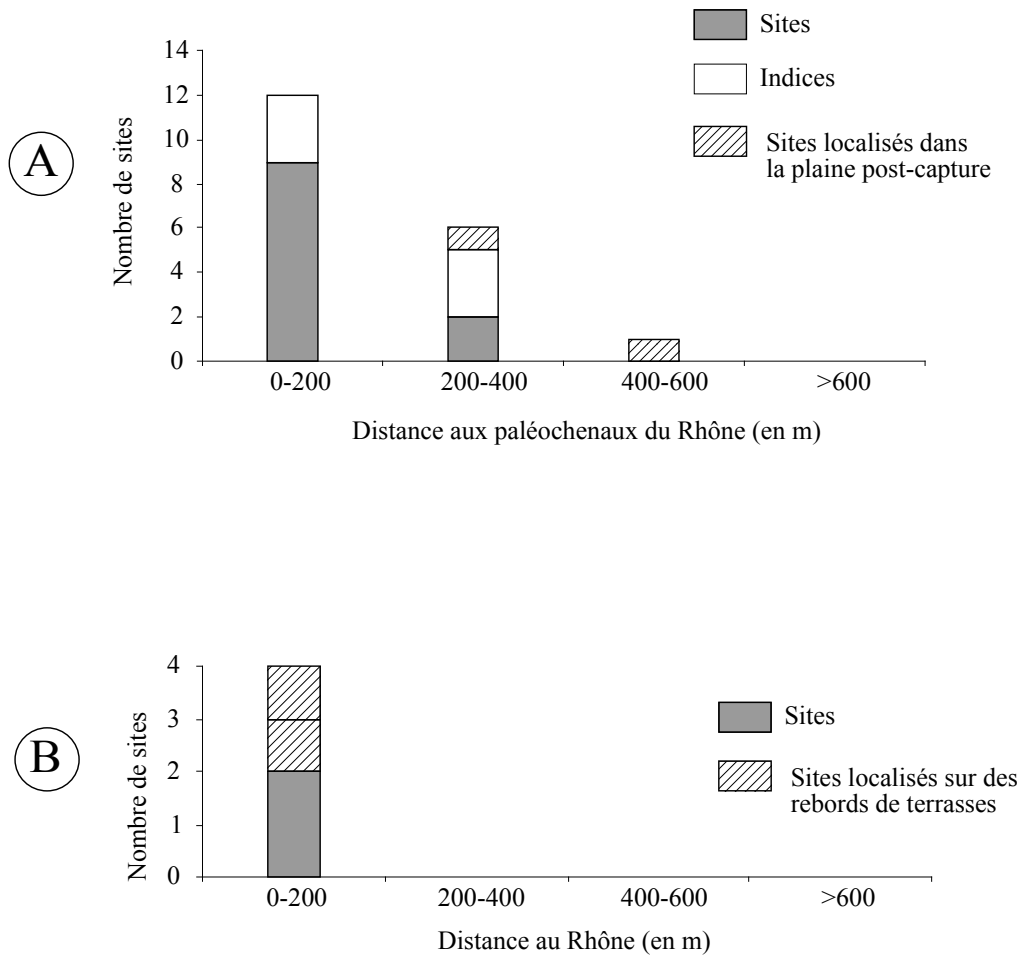 Sites
Indices
Sites localisés dans
la plaine post-capture
A
Nombre de sites
14
12
10
8
6
4
2
0
0-200 200-400 400-600 >600
Distance aux paléochenaux du Rhône (en m)
B
Nombre de sites
4
3
2
1
0
Sites
Sites localisés sur des
rebords de terrasses
0-200 200-400 400-600 >600
Distance au Rhône (en m)